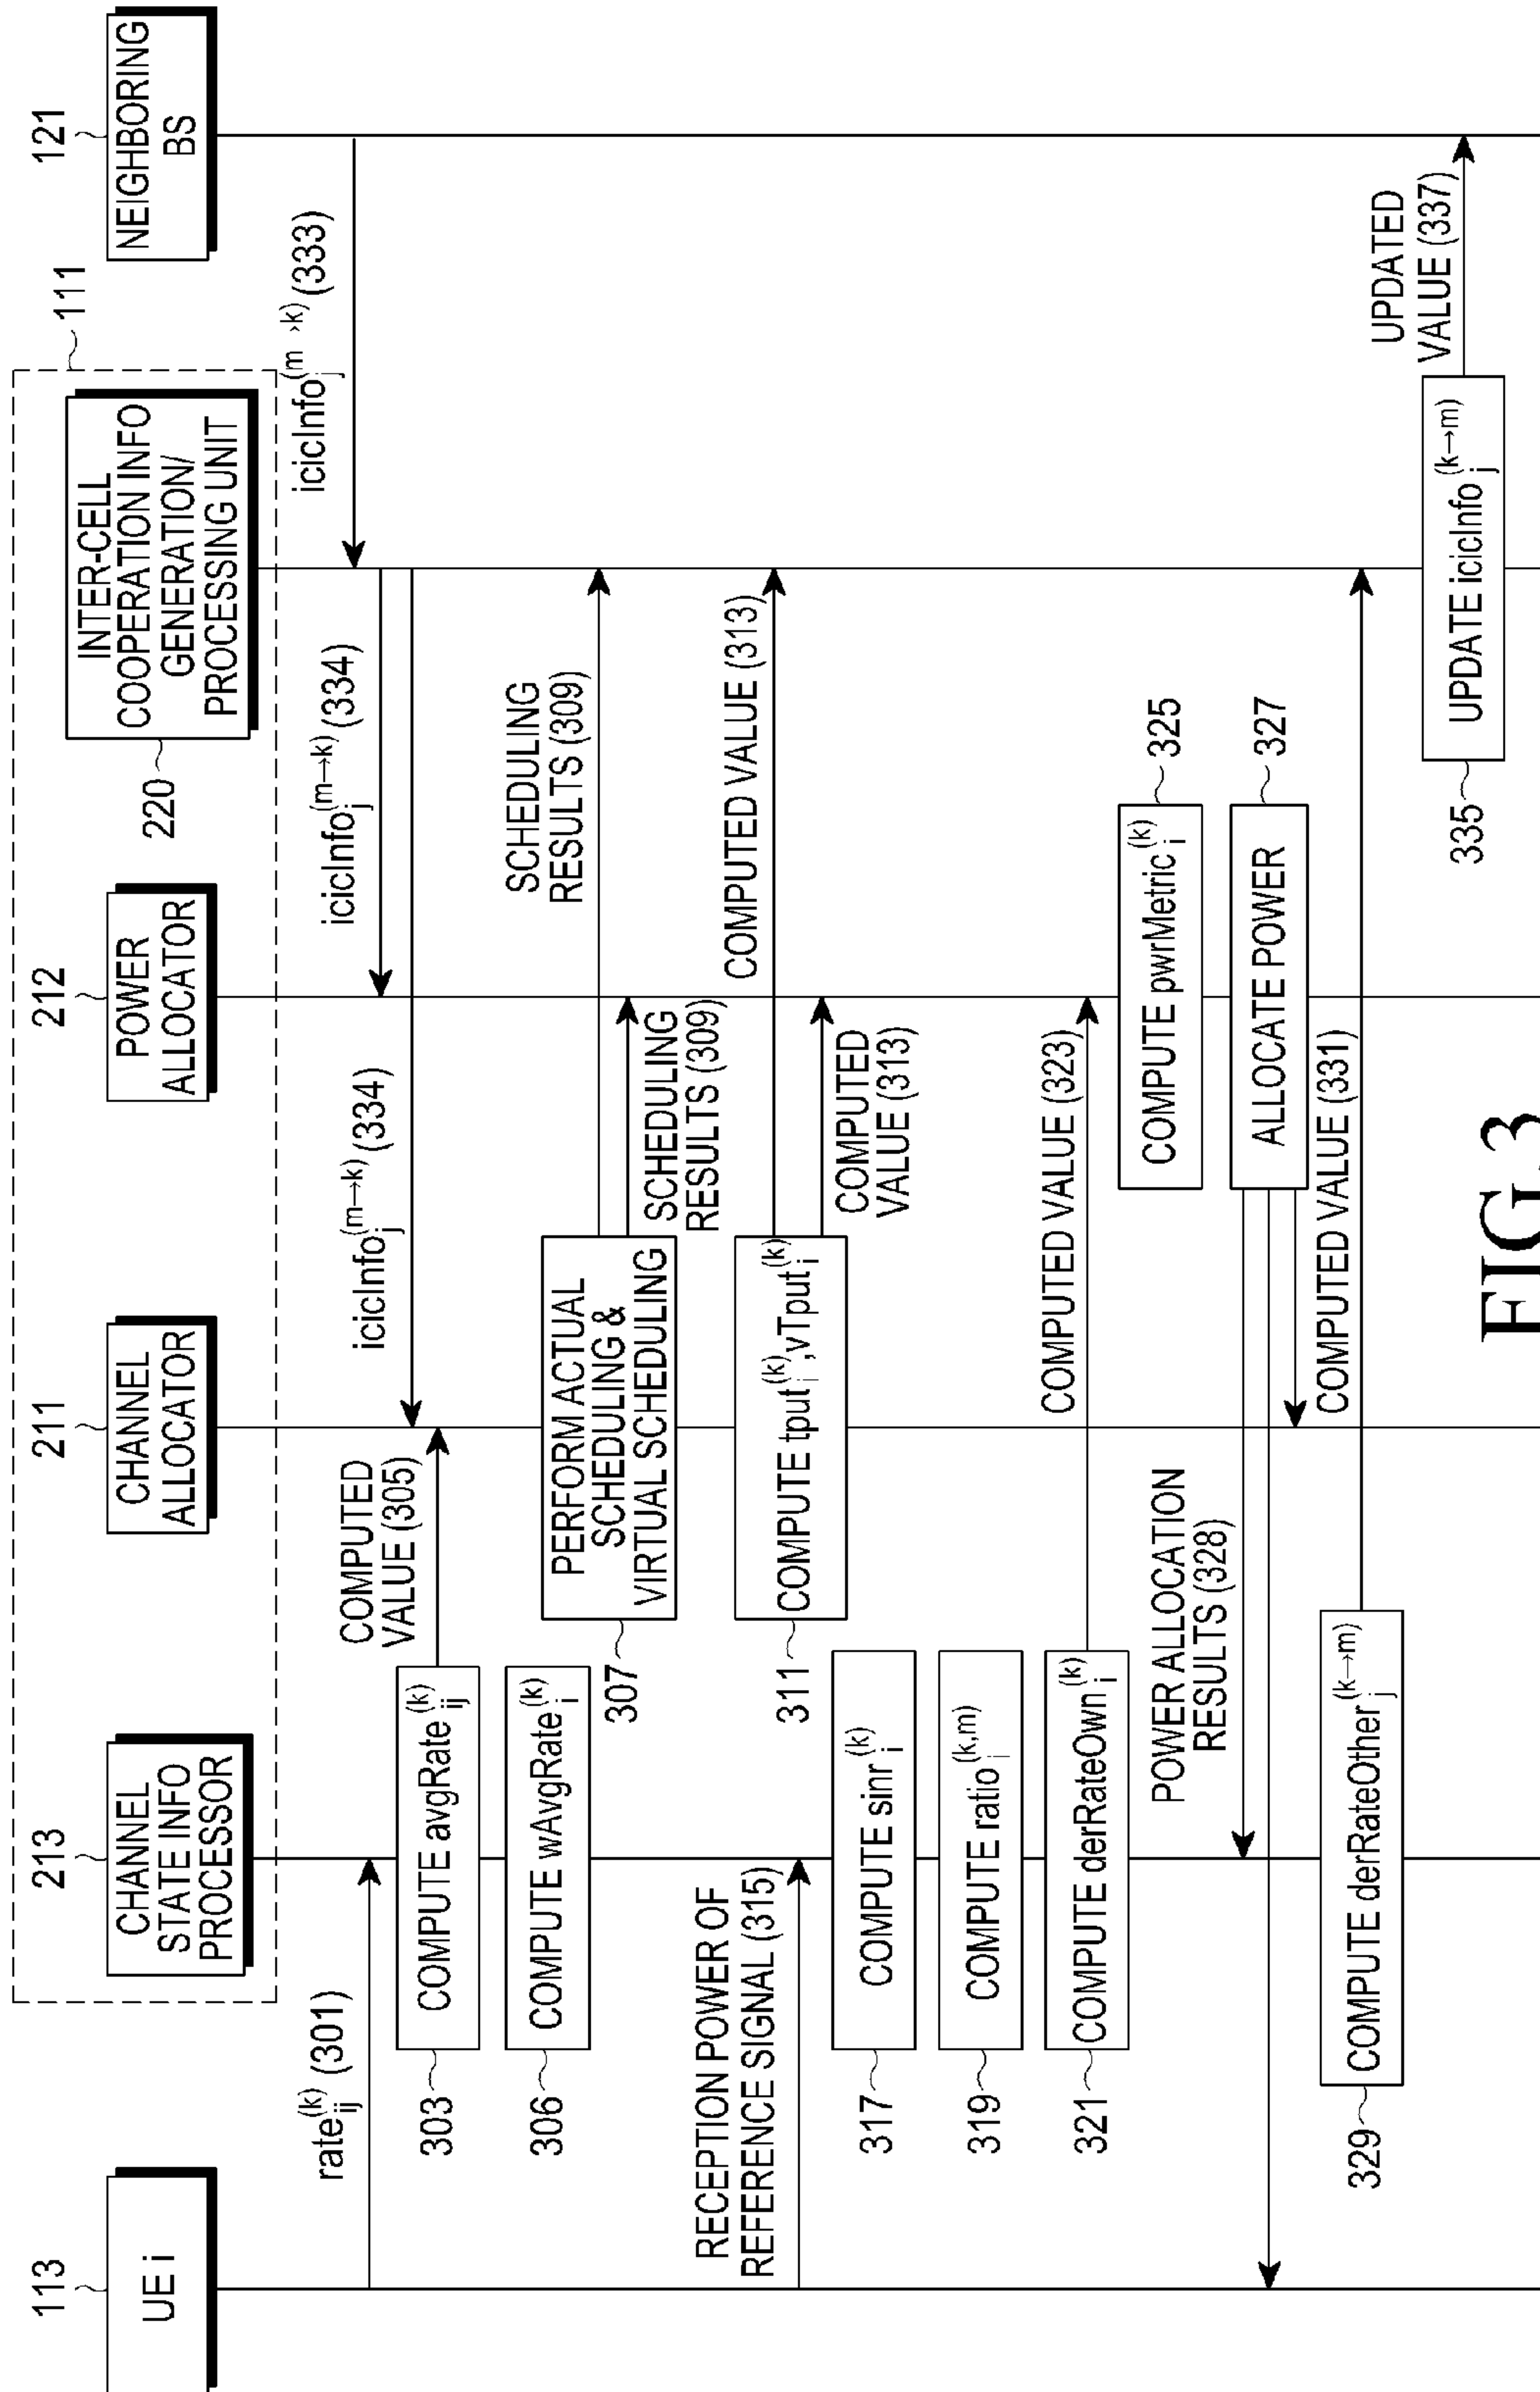 113
UE i
213
CHANNEL
STATE INFO
PROCESSOR
211
CHANNEL
ALLOCATOR
212
POWER
ALLOCATOR
220
INTER-CELL
COOPERATION INFO
GENERATION/
PROCESSING UNIT
111
121
NEIGHBORING
BS
rate_ij^(k) (301)
icicInfo_j^(m→k) (333)
icicInfo_j^(m→k) (334)
icicInfo_j^(m→k) (334)
303
COMPUTE avgRate_ij^(k)
COMPUTED
VALUE (305)
306
COMPUTE wAvgRate_i^(k)
307
PERFORM ACTUAL
SCHEDULING &
VIRTUAL SCHEDULING
SCHEDULING
RESULTS (309)
SCHEDULING
RESULTS (309)
311
COMPUTE tput_i^(k),vTput_i^(k)
COMPUTED VALUE (313)
COMPUTED
VALUE (313)
RECEPTION POWER OF
REFERENCE SIGNAL (315)
317
COMPUTE sinr_i^(k)
319
COMPUTE ratio_i^(k,m)
321
COMPUTE derRateOwn_i^(k)
COMPUTED VALUE (323)
COMPUTE pwrMetric_i^(k)
325
ALLOCATE POWER
327
POWER ALLOCATION
RESULTS (328)
329
COMPUTE derRateOther_j^(k→m)
COMPUTED VALUE (331)
335
UPDATE icicInfo_j^(k→m)
UPDATED
VALUE (337)
FIG.3